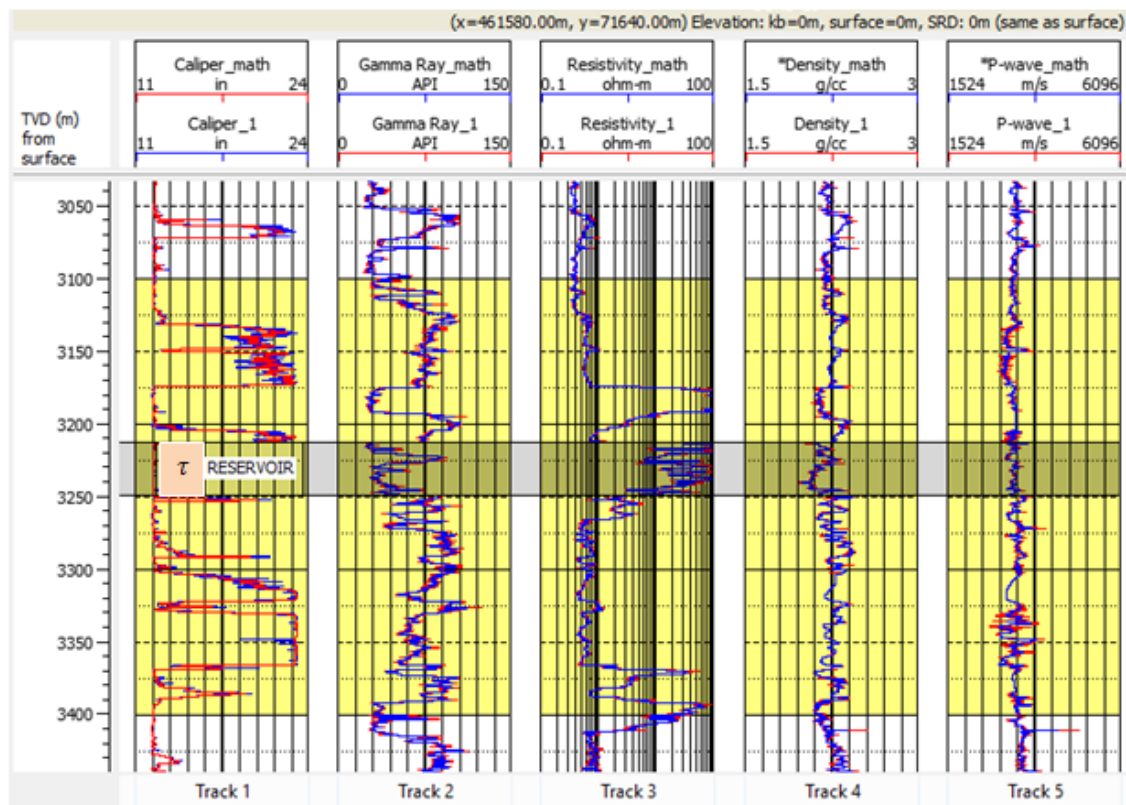 (x=461580.00m, y=71640.00m) Elevation: kb=0m, surface=0m, SRD: 0m (same as surface)
TVD (m)
from
surface
Caliper_math
11 in 24
Caliper_1
11 in 24
Gamma Ray_math
0 API 150
Gamma Ray_1
0 API 150
Resistivity_math
0.1 ohm-m 100
Resistivity_1
0.1 ohm-m 100
*Density_math
1.5 g/cc 3
Density_1
1.5 g/cc 3
*P-wave_math
1524 m/s 6096
P-wave_1
1524 m/s 6096
3050
3100
3150
3200
τ RESERVOIR
3250
3300
3350
3400
Track 1 Track 2 Track 3 Track 4 Track 5